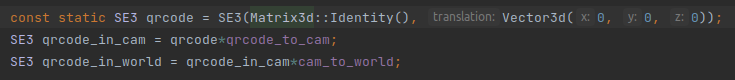 const static SE3 qrcode = SE3(Matrix3d::Identity(), translation: Vector3d( x: 0, y: 0, z: 0));
SE3 qrcode_in_cam = qrcode*qrcode_to_cam;
SE3 qrcode_in_world = qrcode_in_cam*cam_to_world;